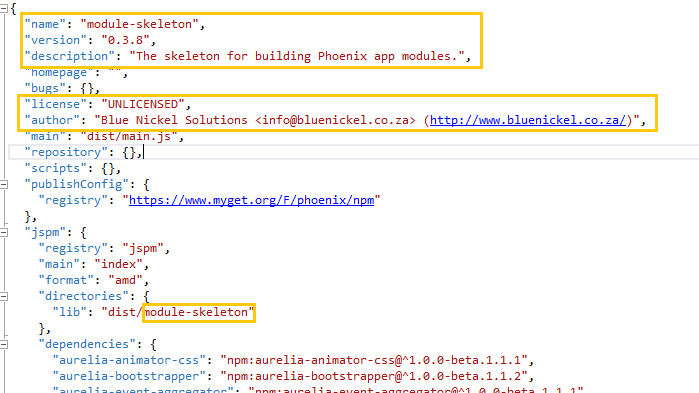 {
"name": "module-skeleton",
"version": "0.3.8",
"description": "The skeleton for building Phoenix app modules.",
"homepage": "",
"bugs": {},
"license": "UNLICENSED",
"author": "Blue Nickel Solutions <info@bluenickel.co.za> (http://www.bluenickel.co.za/)",
"main": "dist/main.js",
"repository": {},
"scripts": {},
"publishConfig": {
"registry": "https://www.myget.org/F/phoenix/npm"
},
"jspm": {
"registry": "jspm",
"main": "index",
"format": "amd",
"directories": {
"lib": "dist/module-skeleton"
},
"dependencies": {
"aurelia-animator-css": "npm:aurelia-animator-css@^1.0.0-beta.1.1.1",
"aurelia-bootstrapper": "npm:aurelia-bootstrapper@^1.0.0-beta.1.1.2",
"aurelia-event-aggregator": "npm:aurelia-event-aggregator@^1.0.0-beta.1.1.1"